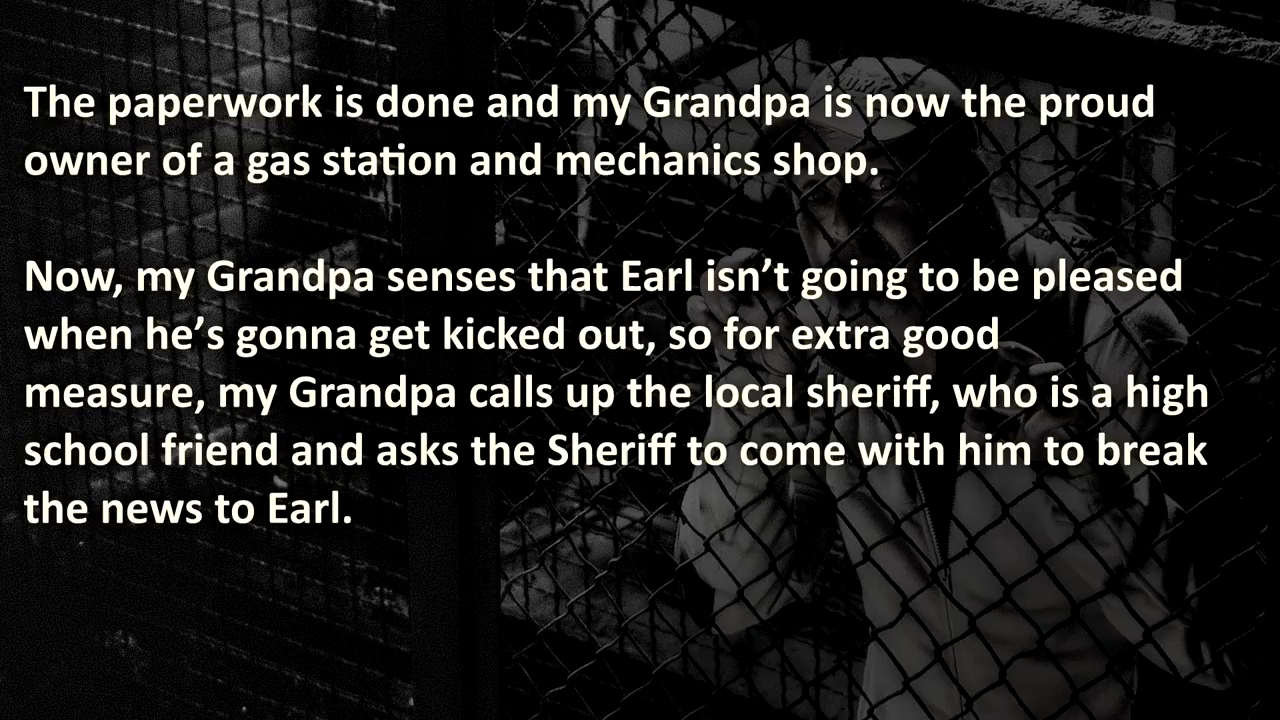 The paperwork is done and my Grandpa is now the proud
owner of a gas station and mechanics shop.
Now, my Grandpa senses that Earl isn’t going to be pleased
when he’s gonna get kicked out, so for extra good
measure, my Grandpa calls up the local sheriff, who is a high
school friend and asks the Sheriff to come with him to break
the news to Earl.